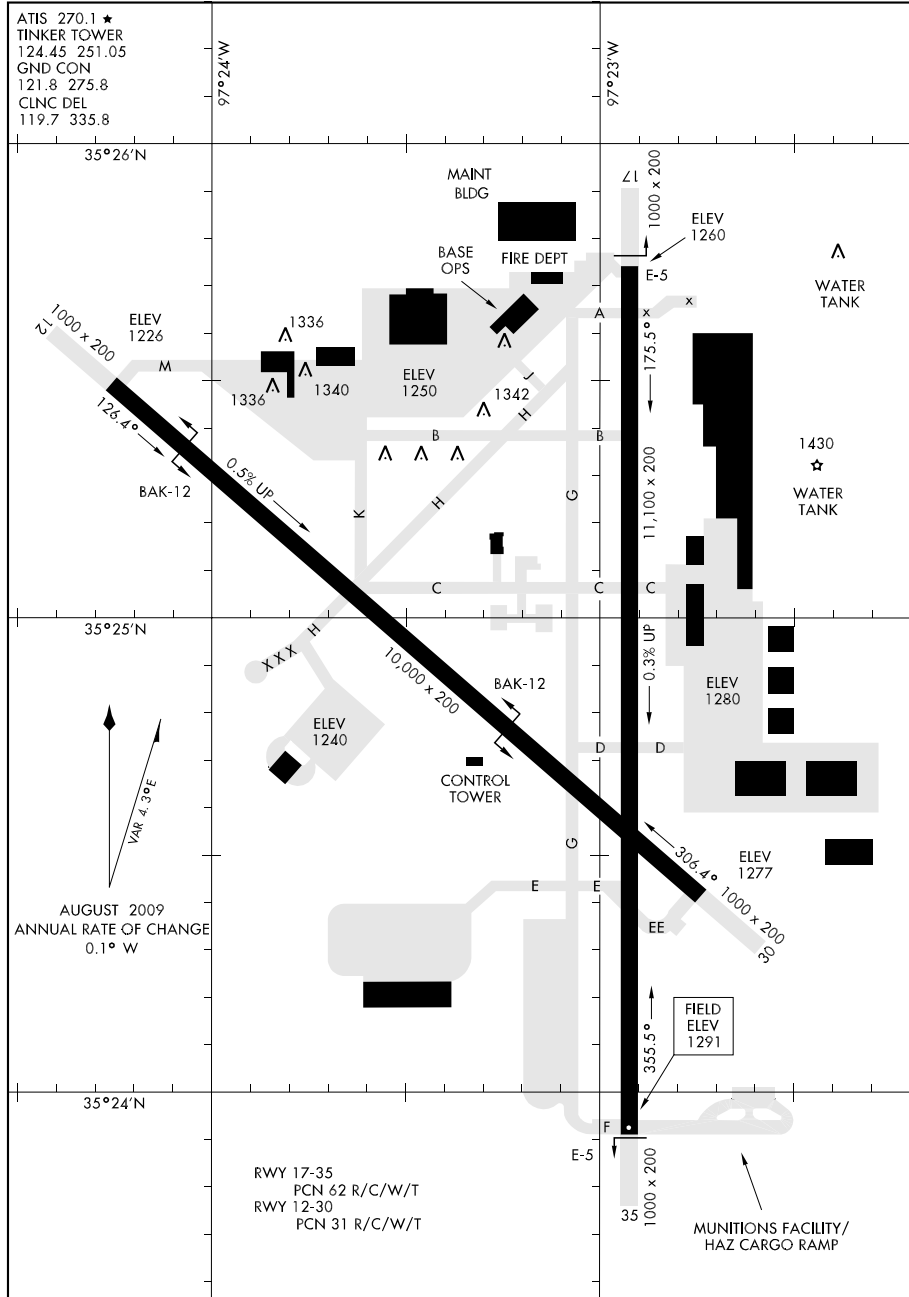 ATIS 270.1 ★
TINKER TOWER
124.45 251.05
GND CON
121.8 275.8
CLNC DEL
119.7 335.8
97°24'W
97°23'W
35°26'N
MAINT
BLDG
17
1000 x 200
ELEV
1260
BASE
OPS
FIRE DEPT
E-5
WATER
TANK
1000 x 200
12
ELEV
1226
1336
A
x
x
175.5°
M
1336
1340
ELEV
1250
J
1342
H
126.4°
B
B
1430
WATER
TANK
BAK-12
0.5% UP
K
H
G
11,100 x 200
C
C
C
35°25'N
H
X X X
10,000 x 200
0.3% UP
BAK-12
ELEV
1280
ELEV
1240
D
D
CONTROL
TOWER
VAR 4.3°E
G
306.4°
ELEV
1277
E
E
1000 x 200
30
EE
AUGUST 2009
ANNUAL RATE OF CHANGE
0.1° W
FIELD
ELEV
1291
355.5°
35°24'N
F
E-5
1000 x 200
35
RWY 17-35
PCN 62 R/C/W/T
RWY 12-30
PCN 31 R/C/W/T
MUNITIONS FACILITY/
HAZ CARGO RAMP